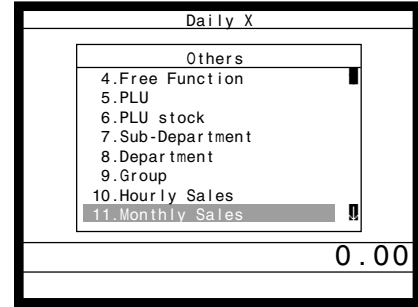 Daily X
Others
4.Free Function
5.PLU
6.PLU stock
7.Sub-Department
8.Department
9.Group
10.Hourly Sales
11.Monthly Sales
0.00